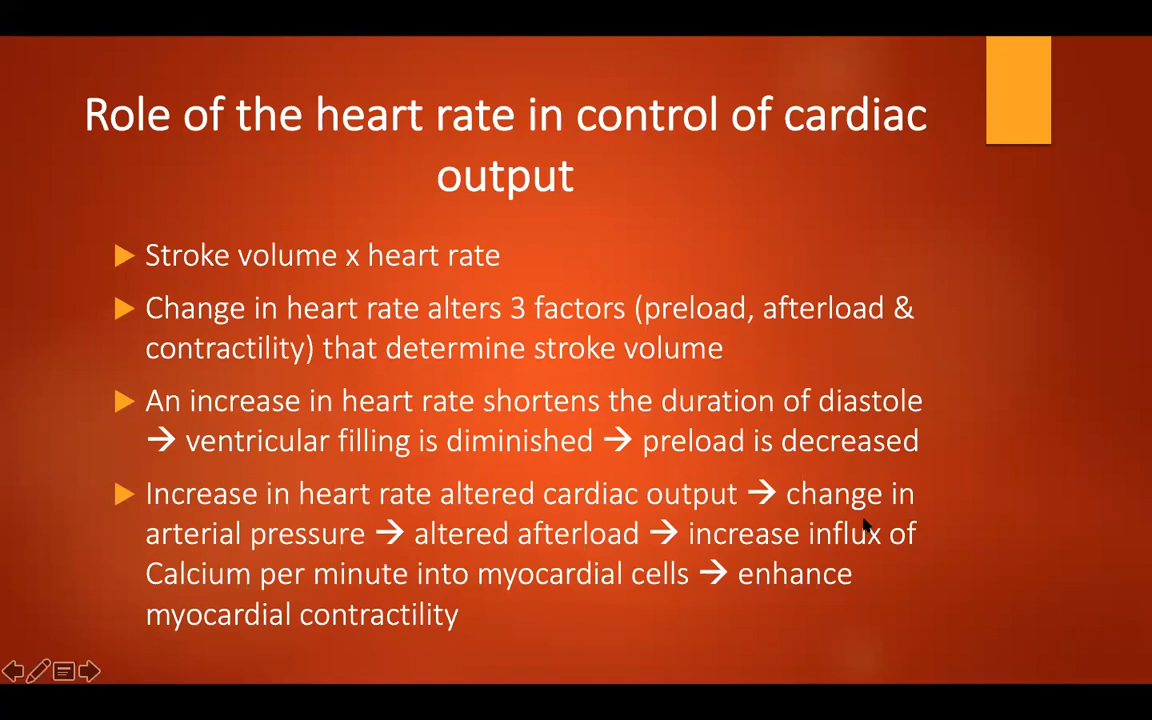 Role of the heart rate in control of cardiac
output
Stroke volume x heart rate
Change in heart rate alters 3 factors (preload, afterload &
contractility) that determine stroke volume
An increase in heart rate shortens the duration of diastole
→ ventricular filling is diminished → preload is decreased
Increase in heart rate altered cardiac output → change in
arterial pressure → altered afterload → increase influx of
Calcium per minute into myocardial cells → enhance
myocardial contractility